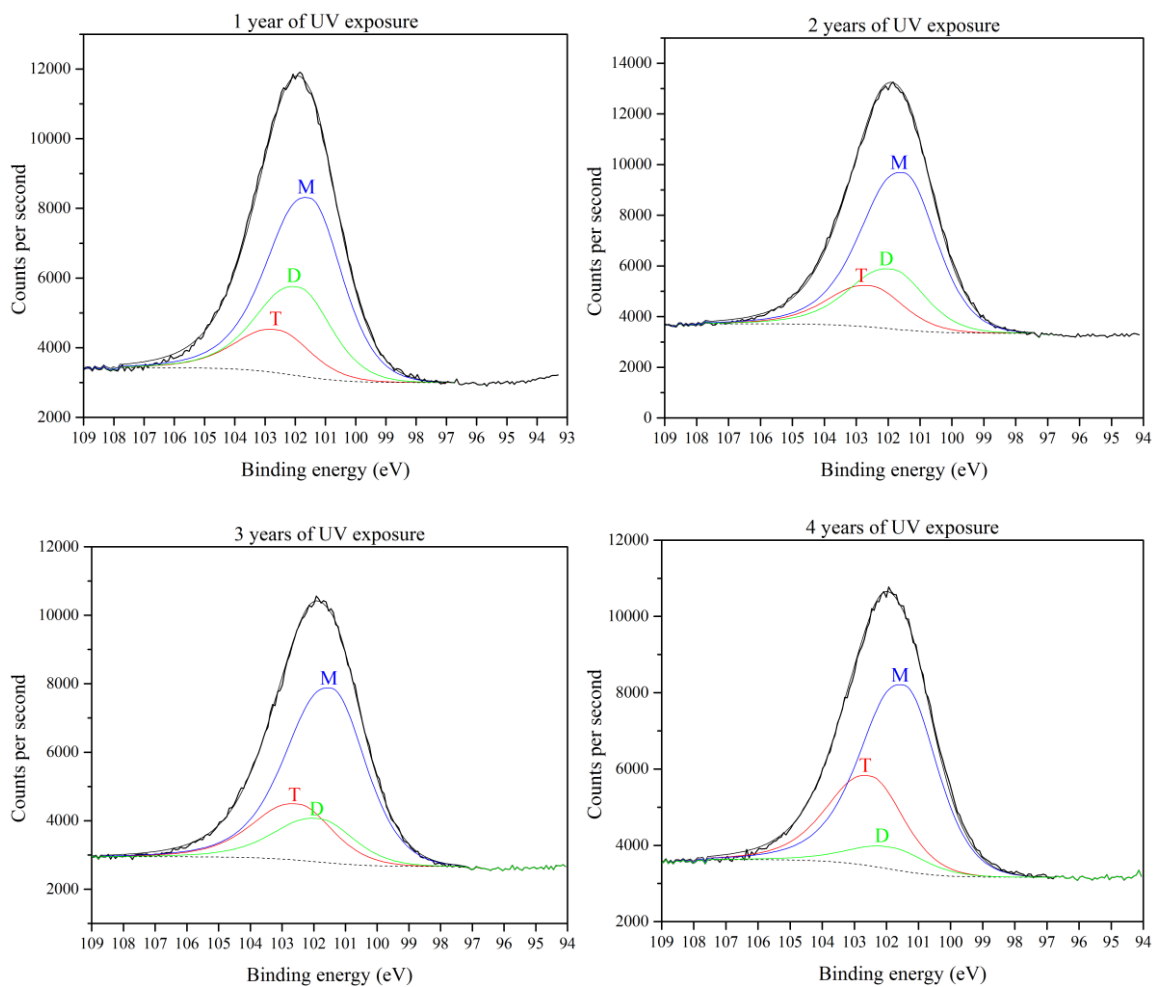 1 year of UV exposure
12000
10000
8000
6000
4000
2000
M
D
T
109 108 107 106 105 104 103 102 101 100 99 98 97 96 95 94 93
Counts per second
Binding energy (eV)
2 years of UV exposure
14000
12000
10000
8000
6000
4000
2000
0
M
D
T
109 108 107 106 104 103 102 101 100 99 98 97 96 95 94
Counts per second
Binding energy (eV)
3 years of UV exposure
12000
10000
8000
6000
4000
2000
M
T
D
109 108 107 106 105 104 103 102 101 100 99 98 97 96 95 94
Counts per second
Binding energy (eV)
4 years of UV exposure
12000
10000
8000
6000
4000
2000
M
T
D
109 108 107 106 105 104 103 102 101 100 99 98 97 96 95 94
Counts per second
Binding energy (eV)